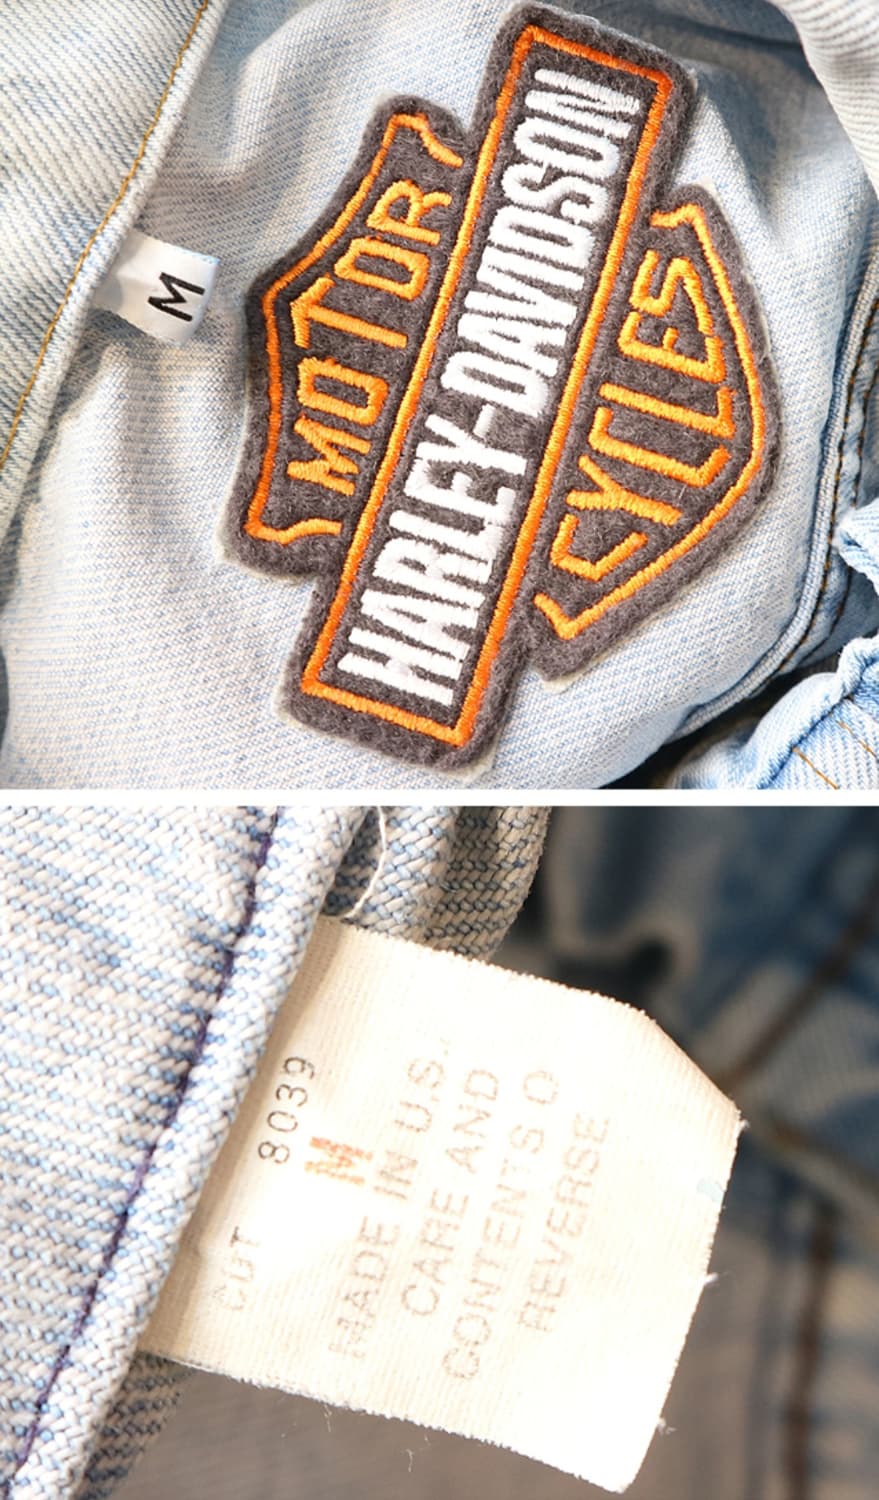 M
MOTOR
HARLEY-DAVIDSON
CYCLES
CUT 8039
M
MADE IN U.S.
CARE AND
CONTENTS O
REVERSE